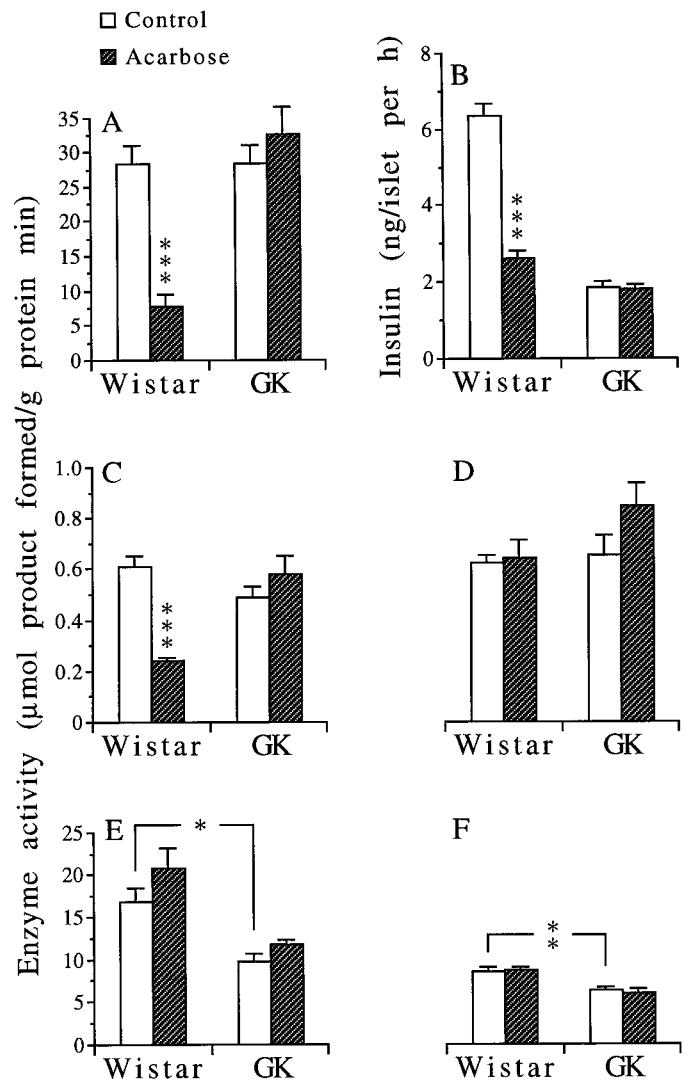 Control
Acarbose
Enzyme activity (μmol product formed/g protein min)
A
35
30
25
20
15
10
5
0
***
Wistar
GK
Insulin (ng/islet per h)
B
8
6
4
2
0
***
Wistar
GK
C
1.0
0.8
0.6
0.4
0.2
0
***
Wistar
GK
D
Wistar
GK
E
25
20
15
10
5
0
*
Wistar
GK
F
**
Wistar
GK